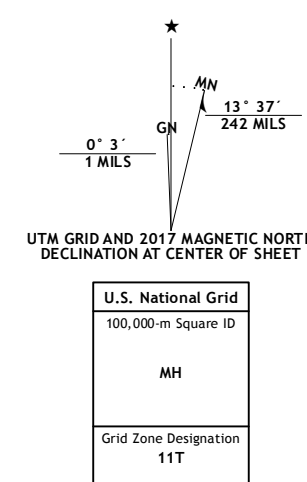 ★
MN
GN
13° 37´
242 MILS
0° 3´
1 MILS
UTM GRID AND 2017 MAGNETIC NORTH
DECLINATION AT CENTER OF SHEET
U.S. National Grid
100,000-m Square ID
MH
Grid Zone Designation
11T